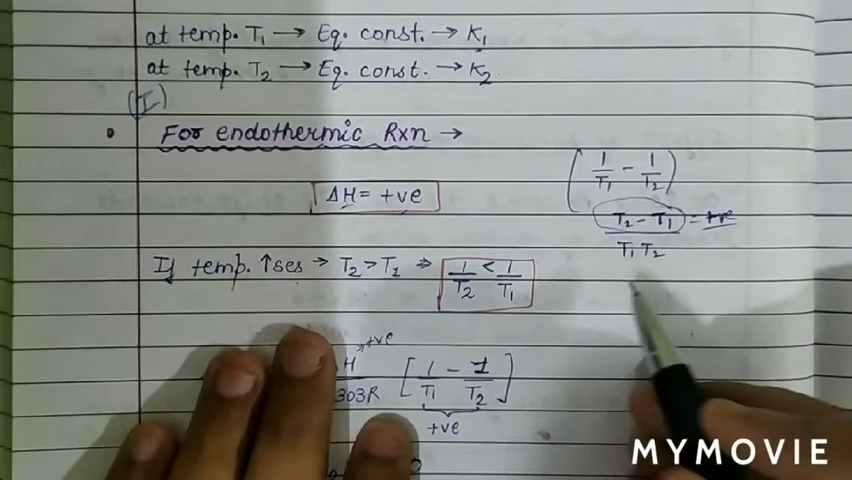 at temp. T₁ → Eq. const. → K₁
at temp. T₂ → Eq. const. → K₂
(I)
• For endothermic Rxn →
ΔH = +ve
(1/T₁ - 1/T₂)
T₂ - T₁ / T₁T₂ = +ve
If temp. ↑ses → T₂ > T₁ ⇒ 1/T₂ < 1/T₁
H/303R → +ve [1/T₁ - 1/T₂]
+ve
MYMOVIE